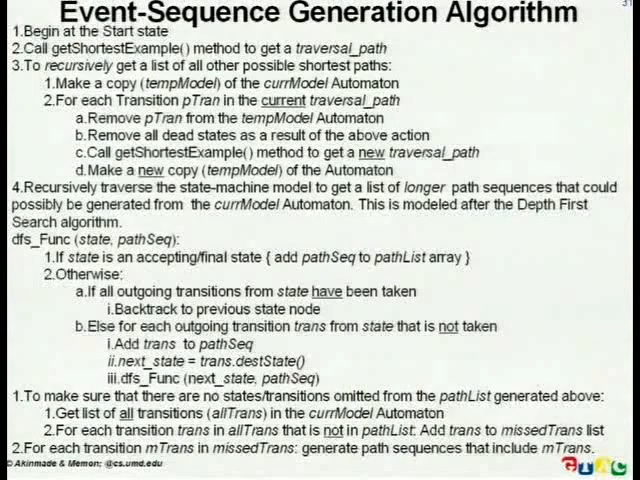 31
Event-Sequence Generation Algorithm
1.Begin at the Start state
2.Call getShortestExample() method to get a traversal_path
3.To recursively get a list of all other possible shortest paths:
1.Make a copy (tempModel) of the currModel Automaton
2.For each Transition pTran in the current traversal_path
a.Remove pTran from the tempModel Automaton
b.Remove all dead states as a result of the above action
c.Call getShortestExample() method to get a new traversal_path
d.Make a new copy (tempModel) of the Automaton
4.Recursively traverse the state-machine model to get a list of longer path sequences that could
possibly be generated from the currModel Automaton. This is modeled after the Depth First
Search algorithm.
dfs_Func (state, pathSeq):
1.If state is an accepting/final state { add pathSeq to pathList array }
2.Otherwise:
a.If all outgoing transitions from state have been taken
i.Backtrack to previous state node
b.Else for each outgoing transition trans from state that is not taken
i.Add trans to pathSeq
ii.next_state = trans.destState()
iii.dfs_Func (next_state, pathSeq)
1.To make sure that there are no states/transitions omitted from the pathList generated above:
1.Get list of all transitions (allTrans) in the currModel Automaton
2.For each transition trans in allTrans that is not in pathList: Add trans to missedTrans list
2.For each transition mTrans in missedTrans: generate path sequences that include mTrans.
© Akinmade & Memon; @cs.umd.edu
GTAC